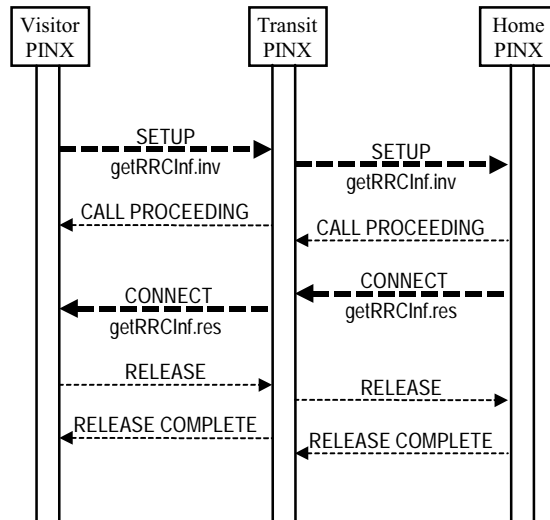 Visitor
PINX
Transit
PINX
Home
PINX
SETUP
getRRCInf.inv
SETUP
getRRCInf.inv
CALL PROCEEDING
CALL PROCEEDING
CONNECT
getRRCInf.res
CONNECT
getRRCInf.res
RELEASE
RELEASE
RELEASE COMPLETE
RELEASE COMPLETE